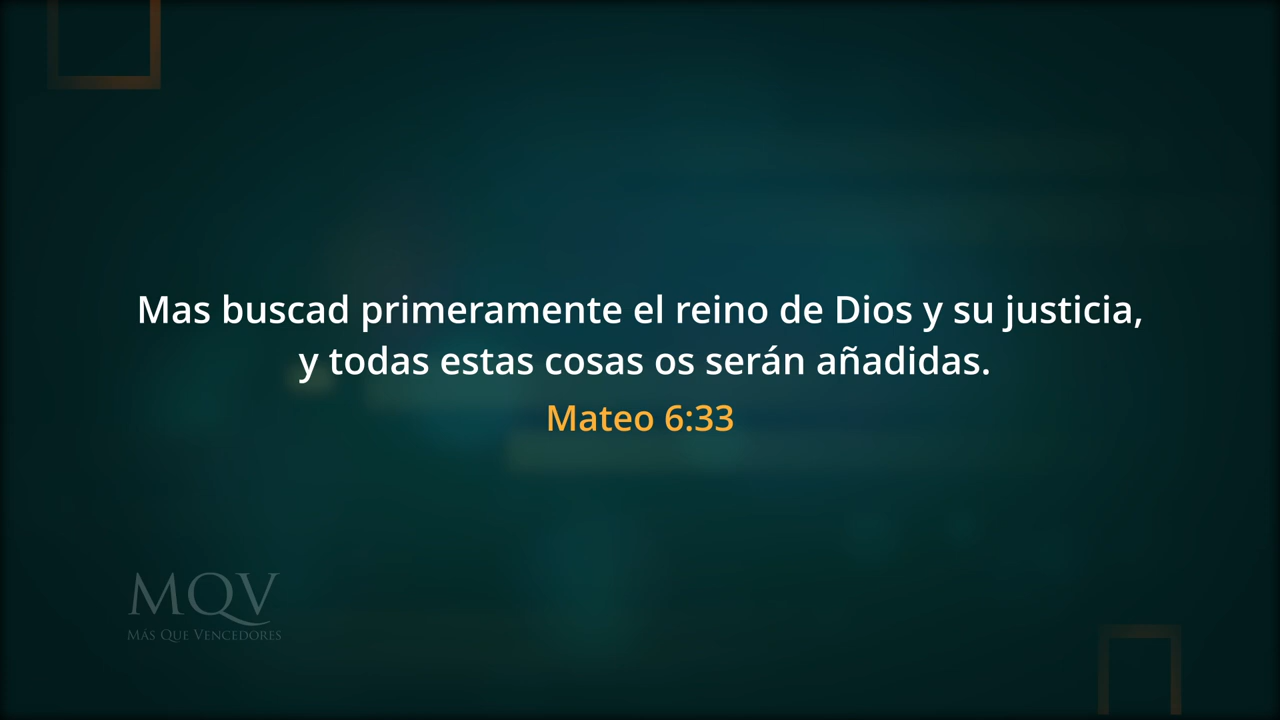 Mas buscad primeramente el reino de Dios y su justicia,
y todas estas cosas os serán añadidas.
Mateo 6:33
MQV
MÁS QUE VENCEDORES